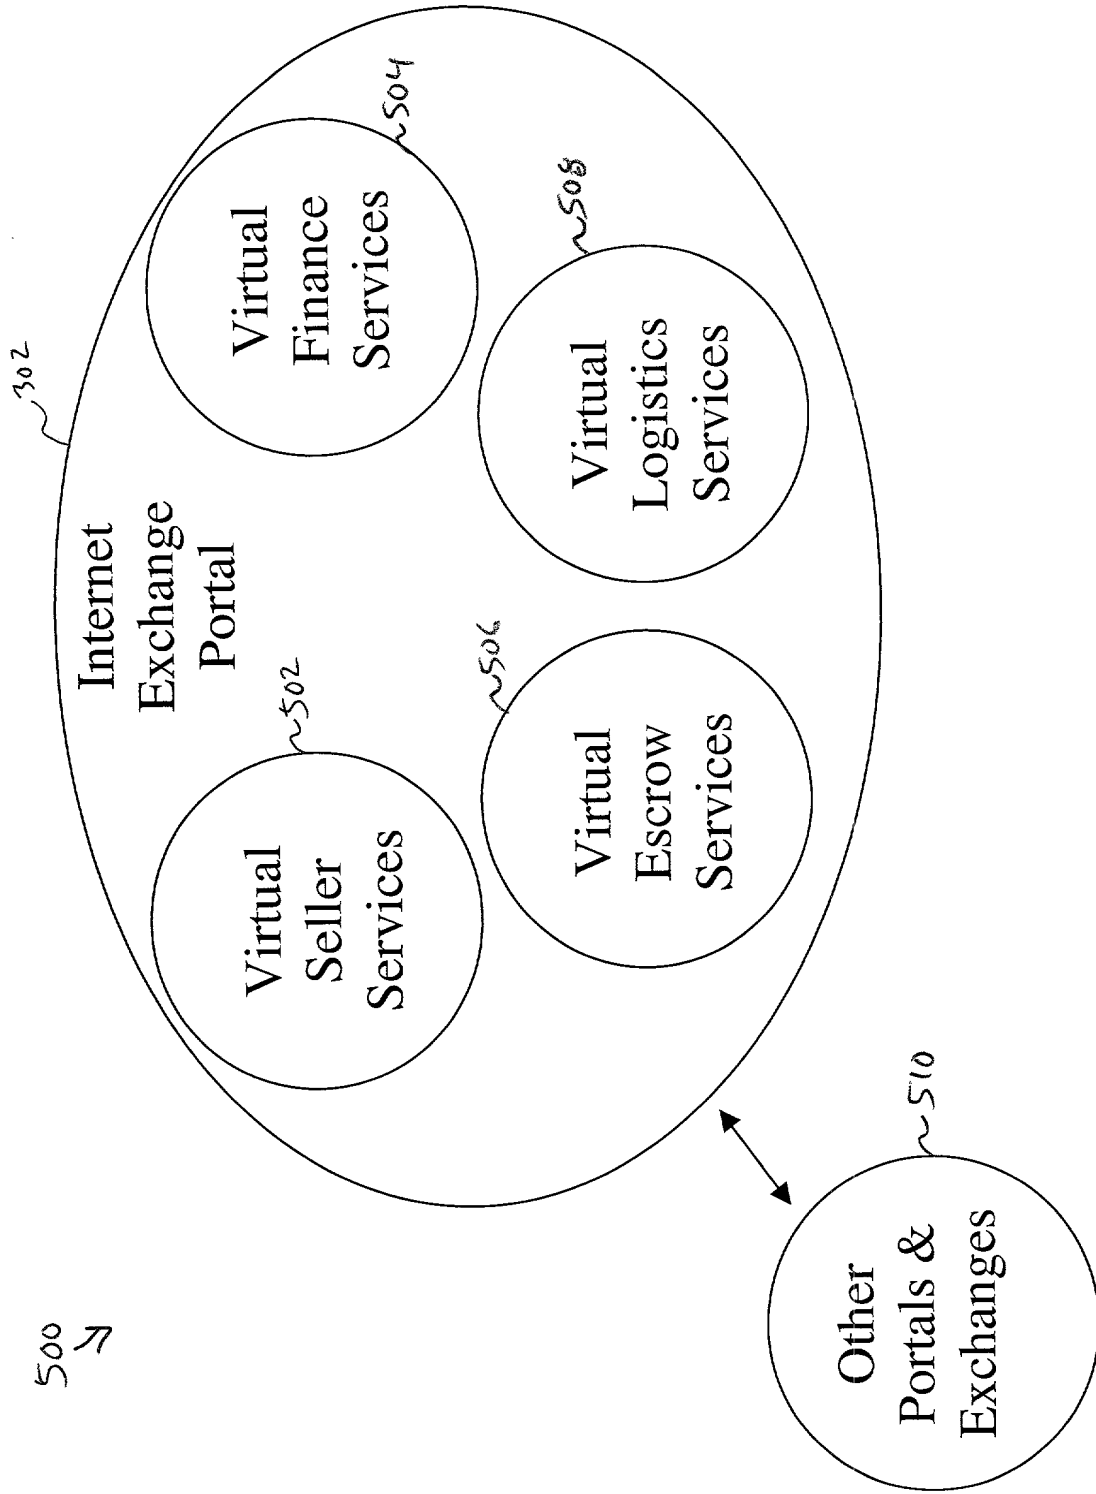 500
302
Internet
Exchange
Portal
502
Virtual
Seller
Services
504
Virtual
Finance
Services
506
Virtual
Escrow
Services
508
Virtual
Logistics
Services
510
Other
Portals &
Exchanges